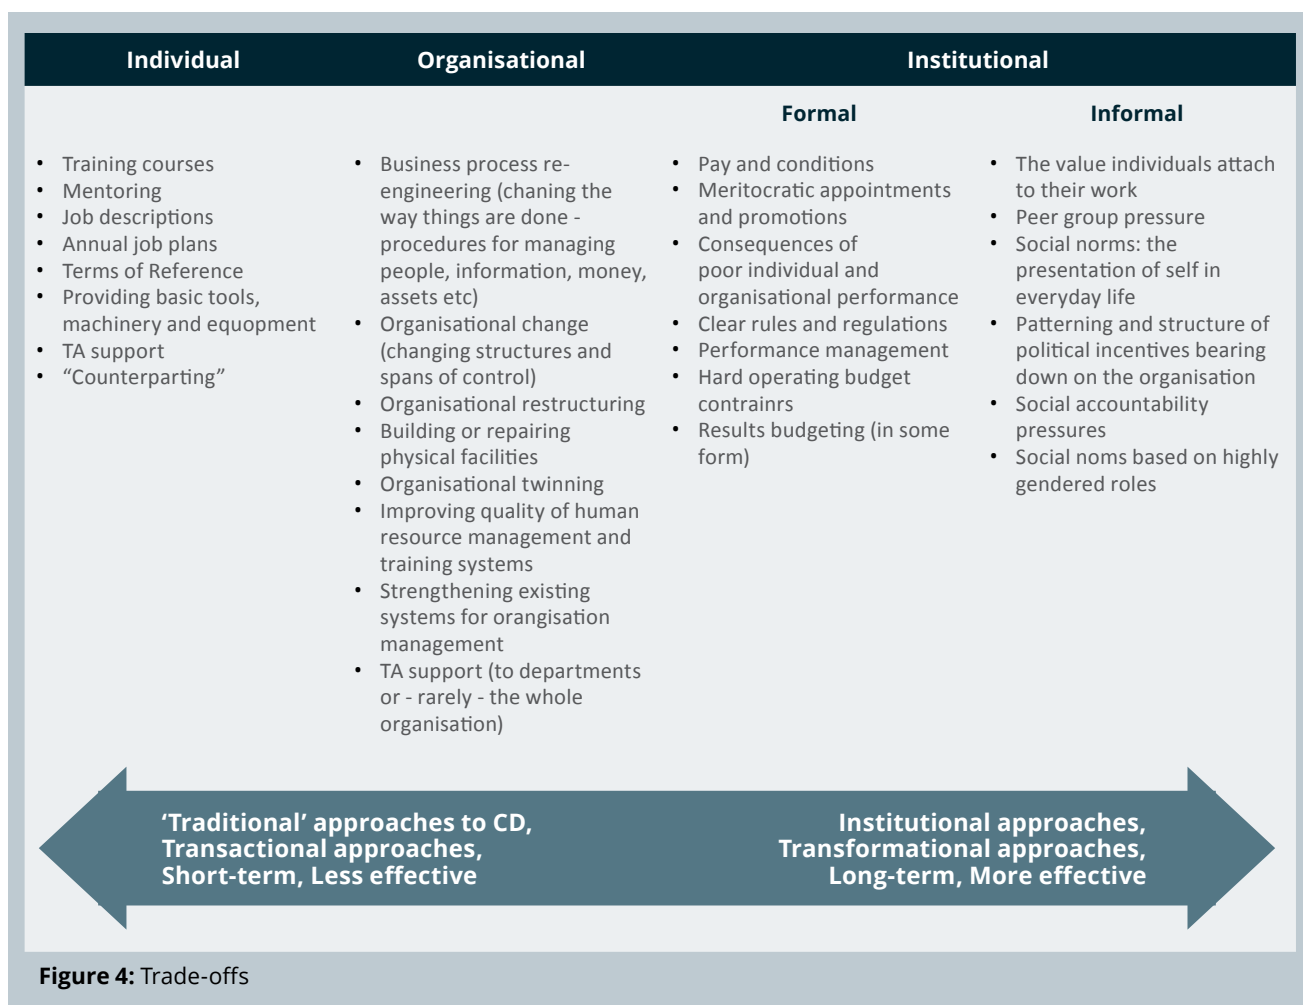 Individual
Organisational
Institutional
Formal
Informal
• Training courses
• Mentoring
• Job descriptions
• Annual job plans
• Terms of Reference
• Providing basic tools,
machinery and equopment
• TA support
• “Counterparting”
• Business process re-
engineering (chaning the
way things are done -
procedures for managing
people, information, money,
assets etc)
• Organisational change
(changing structures and
spans of control)
• Organisational restructuring
• Building or repairing
physical facilities
• Organisational twinning
• Improving quality of human
resource management and
training systems
• Strengthening existing
systems for orangisation
management
• TA support (to departments
or - rarely - the whole
organisation)
• Pay and conditions
• Meritocratic appointments
and promotions
• Consequences of
poor individual and
organisational performance
• Clear rules and regulations
• Performance management
• Hard operating budget
contrainrs
• Results budgeting (in some
form)
• The value individuals attach
to their work
• Peer group pressure
• Social norms: the
presentation of self in
everyday life
• Patterning and structure of
political incentives bearing
down on the organisation
• Social accountability
pressures
• Social noms based on highly
gendered roles
‘Traditional’ approaches to CD,
Transactional approaches,
Short-term, Less effective
Institutional approaches,
Transformational approaches,
Long-term, More effective
Figure 4: Trade-offs